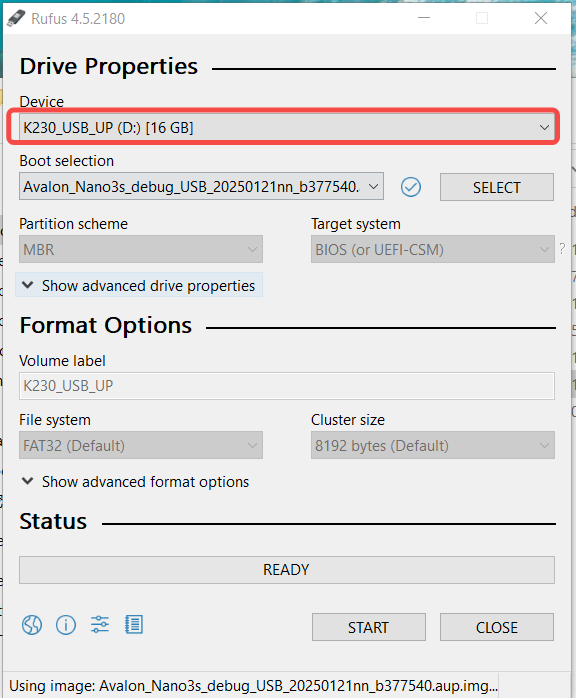 Rufus 4.5.2180
Drive Properties
Device
K230_USB_UP (D:) [16 GB]
Boot selection
Avalon_Nano3s_debug_USB_20250121nn_b377540.
SELECT
Partition scheme
Target system
MBR
BIOS (or UEFI-CSM)
?
Show advanced drive properties
Format Options
Volume label
K230_USB_UP
File system
Cluster size
FAT32 (Default)
8192 bytes (Default)
Show advanced format options
Status
READY
START
CLOSE
Using image: Avalon_Nano3s_debug_USB_20250121nn_b377540.aup.img...